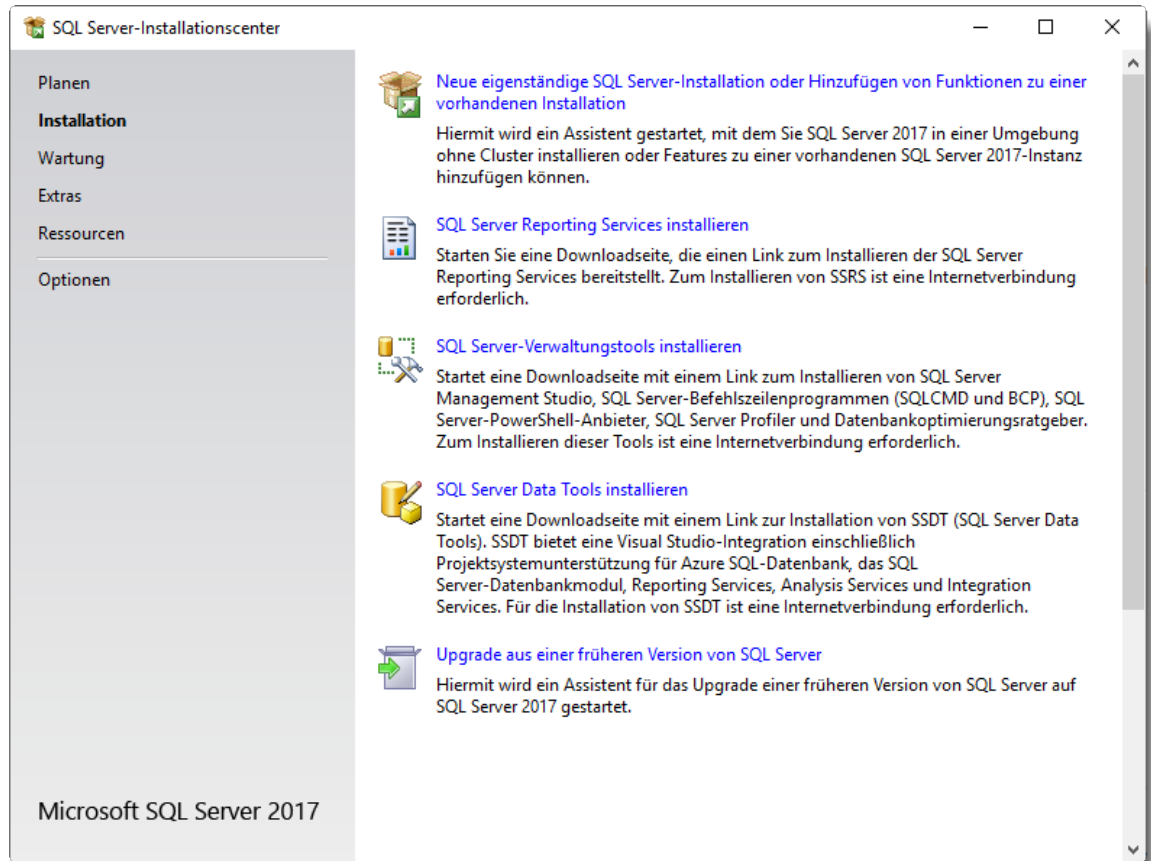 SQL Server-Installationscenter
Planen
Installation
Wartung
Extras
Ressourcen
Optionen
Microsoft SQL Server 2017
Neue eigenständige SQL Server-Installation oder Hinzufügen von Funktionen zu einer
vorhandenen Installation
Hiermit wird ein Assistent gestartet, mit dem Sie SQL Server 2017 in einer Umgebung
ohne Cluster installieren oder Features zu einer vorhandenen SQL Server 2017-Instanz
hinzufügen können.
SQL Server Reporting Services installieren
Starten Sie eine Downloadseite, die einen Link zum Installieren der SQL Server
Reporting Services bereitstellt. Zum Installieren von SSRS ist eine Internetverbindung
erforderlich.
SQL Server-Verwaltungstools installieren
Startet eine Downloadseite mit einem Link zum Installieren von SQL Server
Management Studio, SQL Server-Befehlszeilenprogrammen (SQLCMD und BCP), SQL
Server-PowerShell-Anbieter, SQL Server Profiler und Datenbankoptimierungsratgeber.
Zum Installieren dieser Tools ist eine Internetverbindung erforderlich.
SQL Server Data Tools installieren
Startet eine Downloadseite mit einem Link zur Installation von SSDT (SQL Server Data
Tools). SSDT bietet eine Visual Studio-Integration einschließlich
Projektsystemunterstützung für Azure SQL-Datenbank, das SQL
Server-Datenbankmodul, Reporting Services, Analysis Services und Integration
Services. Für die Installation von SSDT ist eine Internetverbindung erforderlich.
Upgrade aus einer früheren Version von SQL Server
Hiermit wird ein Assistent für das Upgrade einer früheren Version von SQL Server auf
SQL Server 2017 gestartet.